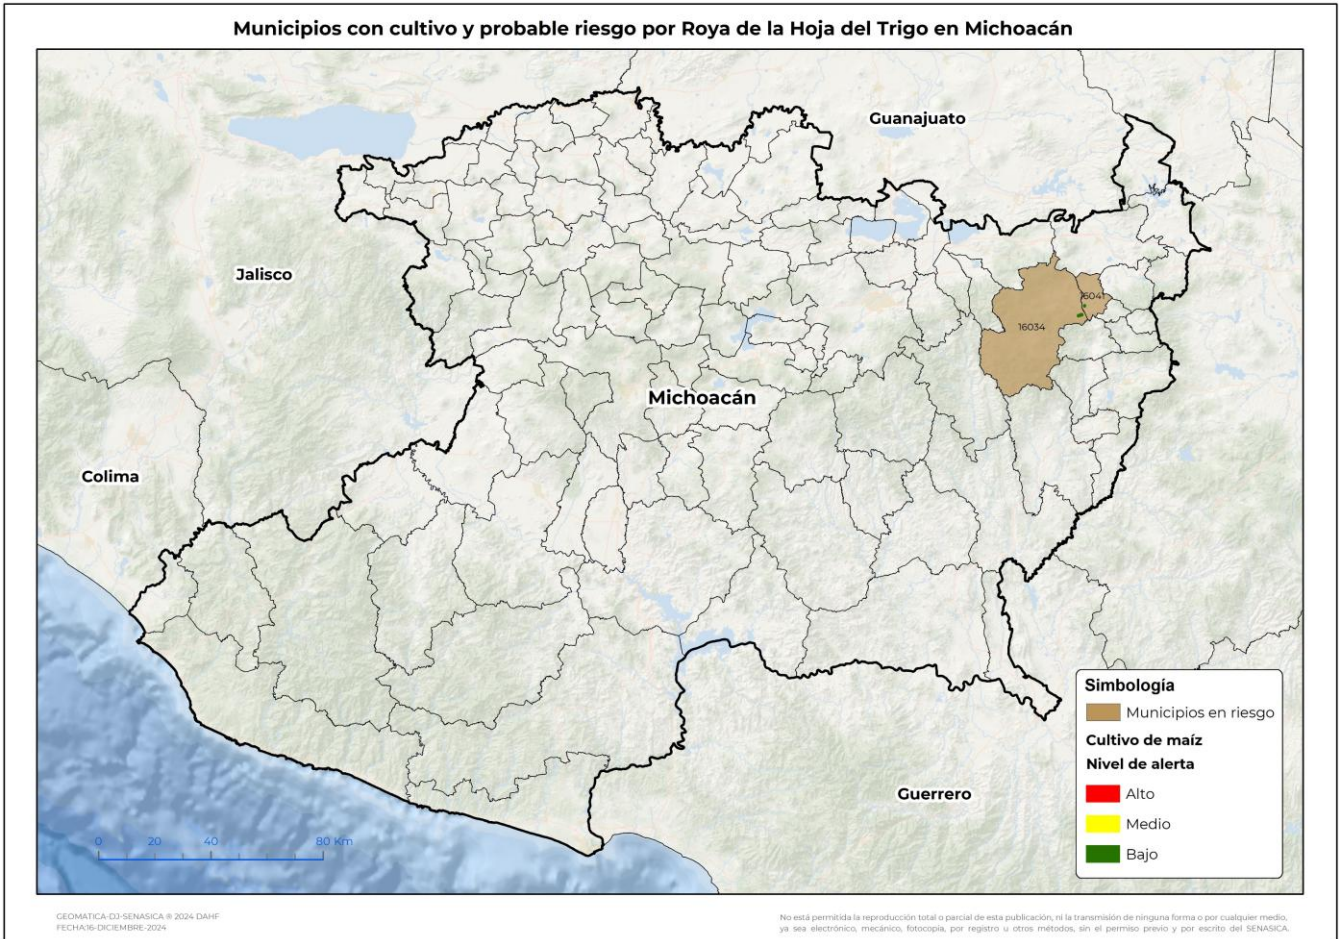 Municipios con cultivo y probable riesgo por Roya de la Hoja del Trigo en Michoacán
Guanajuato
Jalisco
16041
16034
Michoacán
Colima
Guerrero
Simbología
Municipios en riesgo
Cultivo de maíz
Nivel de alerta
Alto
Medio
Bajo
0 20 40 80 Km
GEOMATICA-DJ-SENASICA ® 2024 DAHF
FECHA:16-DICIEMBRE-2024
No está permitida la reproducción total o parcial de esta publicación, ni la transmisión de ninguna forma o por cualquier medio,
ya sea electrónico, mecánico, fotocopia, por registro u otros métodos, sin el permiso previo y por escrito del SENASICA.